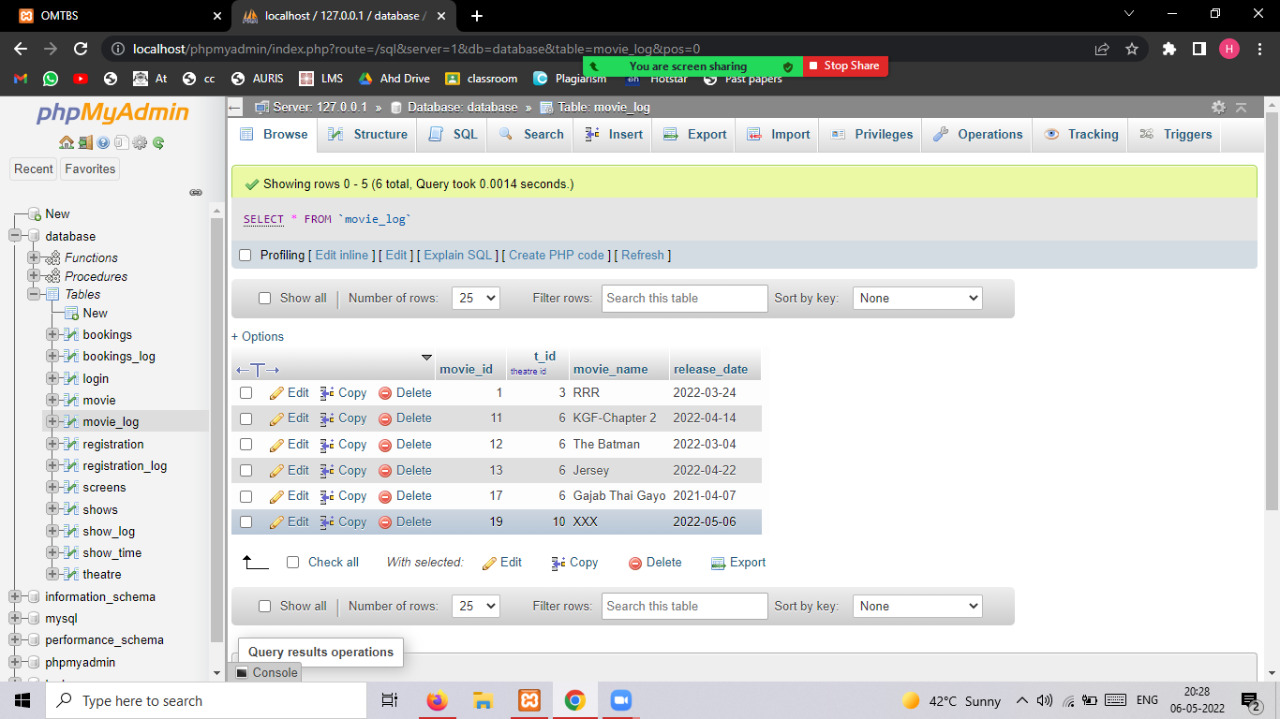 OMTBS
localhost / 127.0.0.1 / database /
localhost/phpmyadmin/index.php?route=/sql&server=1&db=database&table=movie_log&pos=0
H
You are screen sharing
Stop Share
At
cc
AURIS
LMS
Ahd Drive
classroom
Plagiarism
Hotstar
Past papers
phpMyAdmin
Recent
Favorites
New
database
Functions
Procedures
Tables
New
bookings
bookings_log
login
movie
movie_log
registration
registration_log
screens
shows
show_log
show_time
theatre
information_schema
mysql
performance_schema
phpmyadmin
Server: 127.0.0.1 » Database: database » Table: movie_log
Browse Structure SQL Search Insert Export Import Privileges Operations Tracking Triggers
Showing rows 0 - 5 (6 total, Query took 0.0014 seconds.)
SELECT * FROM `movie_log`
Profiling [ Edit inline ] [ Edit ] [ Explain SQL ] [ Create PHP code ] [ Refresh ]
Show all Number of rows: 25 Filter rows: Search this table Sort by key: None
+ Options
←T→ movie_id t_id theatre id movie_name release_date
Edit Copy Delete 1 3 RRR 2022-03-24
Edit Copy Delete 11 6 KGF-Chapter 2 2022-04-14
Edit Copy Delete 12 6 The Batman 2022-03-04
Edit Copy Delete 13 6 Jersey 2022-04-22
Edit Copy Delete 17 6 Gajab Thai Gayo 2021-04-07
Edit Copy Delete 19 10 XXX 2022-05-06
Check all With selected: Edit Copy Delete Export
Show all Number of rows: 25 Filter rows: Search this table Sort by key: None
Query results operations
Console
Type here to search
42°C Sunny
ENG
20:28
06-05-2022
2